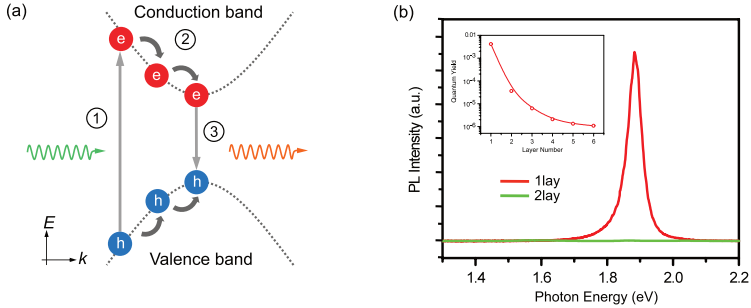 (a)
Conduction band
e
②
e
e
①
③
h
h
h
E
k
Valence band
(b)
PL Intensity (a.u.)
Quantum Yield
0.01
10⁻³
10⁻⁴
10⁻⁵
10⁻⁶
1 2 3 4 5 6
Layer Number
1lay
2lay
1.4 1.6 1.8 2.0 2.2
Photon Energy (eV)